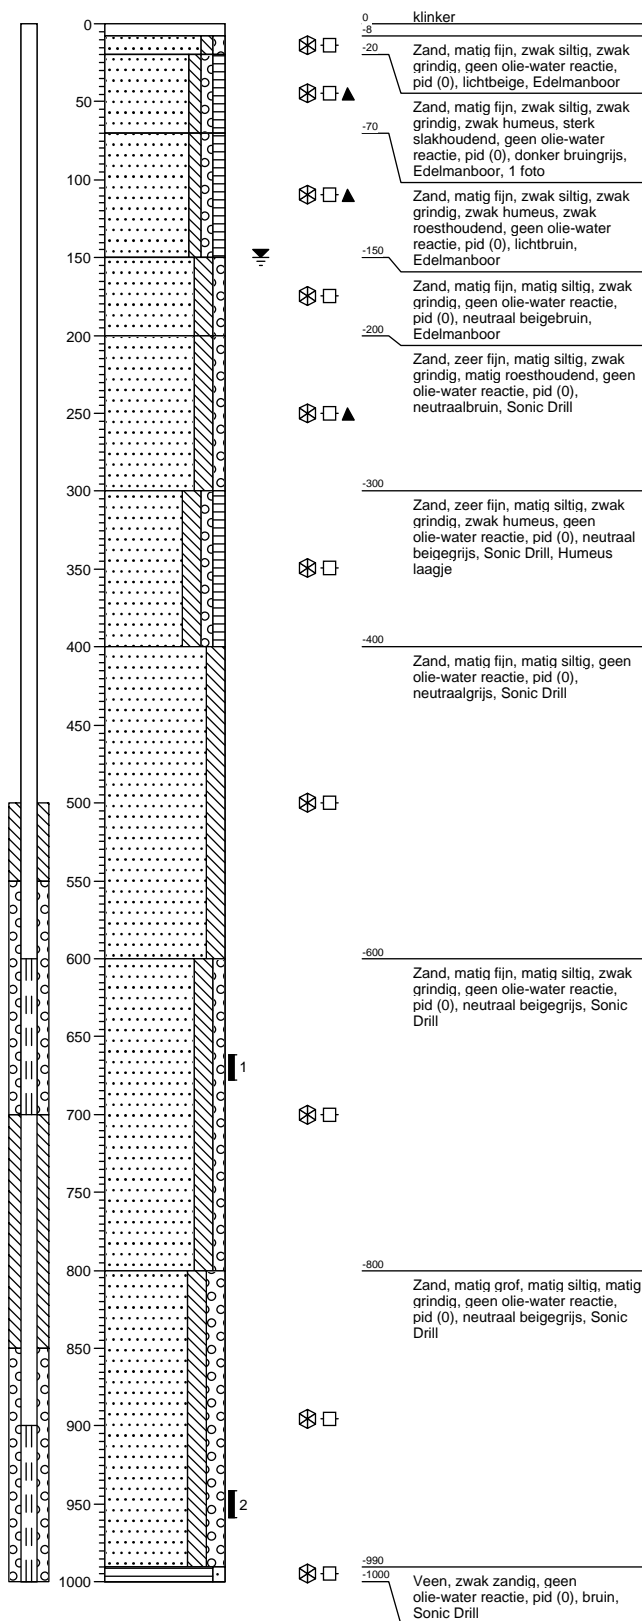 0
50
100
150
200
250
300
350
400
450
500
550
600
650
700
750
800
850
900
950
1000
1
2
0
klinker
-8
-20
Zand, matig fijn, zwak siltig, zwak
grindig, geen olie-water reactie,
pid (0), lichtbeige, Edelmanboor
Zand, matig fijn, zwak siltig, zwak
grindig, zwak humeus, sterk
slakhoudend, geen olie-water
reactie, pid (0), donker bruingrijs,
Edelmanboor, 1 foto
-70
Zand, matig fijn, zwak siltig, zwak
grindig, zwak humeus, zwak
roesthoudend, geen olie-water
reactie, pid (0), lichtbruin,
Edelmanboor
-150
Zand, matig fijn, matig siltig, zwak
grindig, geen olie-water reactie,
pid (0), neutraal beigebruin,
Edelmanboor
-200
Zand, zeer fijn, matig siltig, zwak
grindig, matig roesthoudend, geen
olie-water reactie, pid (0),
neutraalbruin, Sonic Drill
-300
Zand, zeer fijn, matig siltig, zwak
grindig, zwak humeus, geen
olie-water reactie, pid (0), neutraal
beigegrijs, Sonic Drill, Humeus
laagje
-400
Zand, matig fijn, matig siltig, geen
olie-water reactie, pid (0),
neutraalgrijs, Sonic Drill
-600
Zand, matig fijn, matig siltig, zwak
grindig, geen olie-water reactie,
pid (0), neutraal beigegrijs, Sonic
Drill
-800
Zand, matig grof, matig siltig, matig
grindig, geen olie-water reactie,
pid (0), neutraal beigegrijs, Sonic
Drill
-990
-1000
Veen, zwak zandig, geen
olie-water reactie, pid (0), bruin,
Sonic Drill